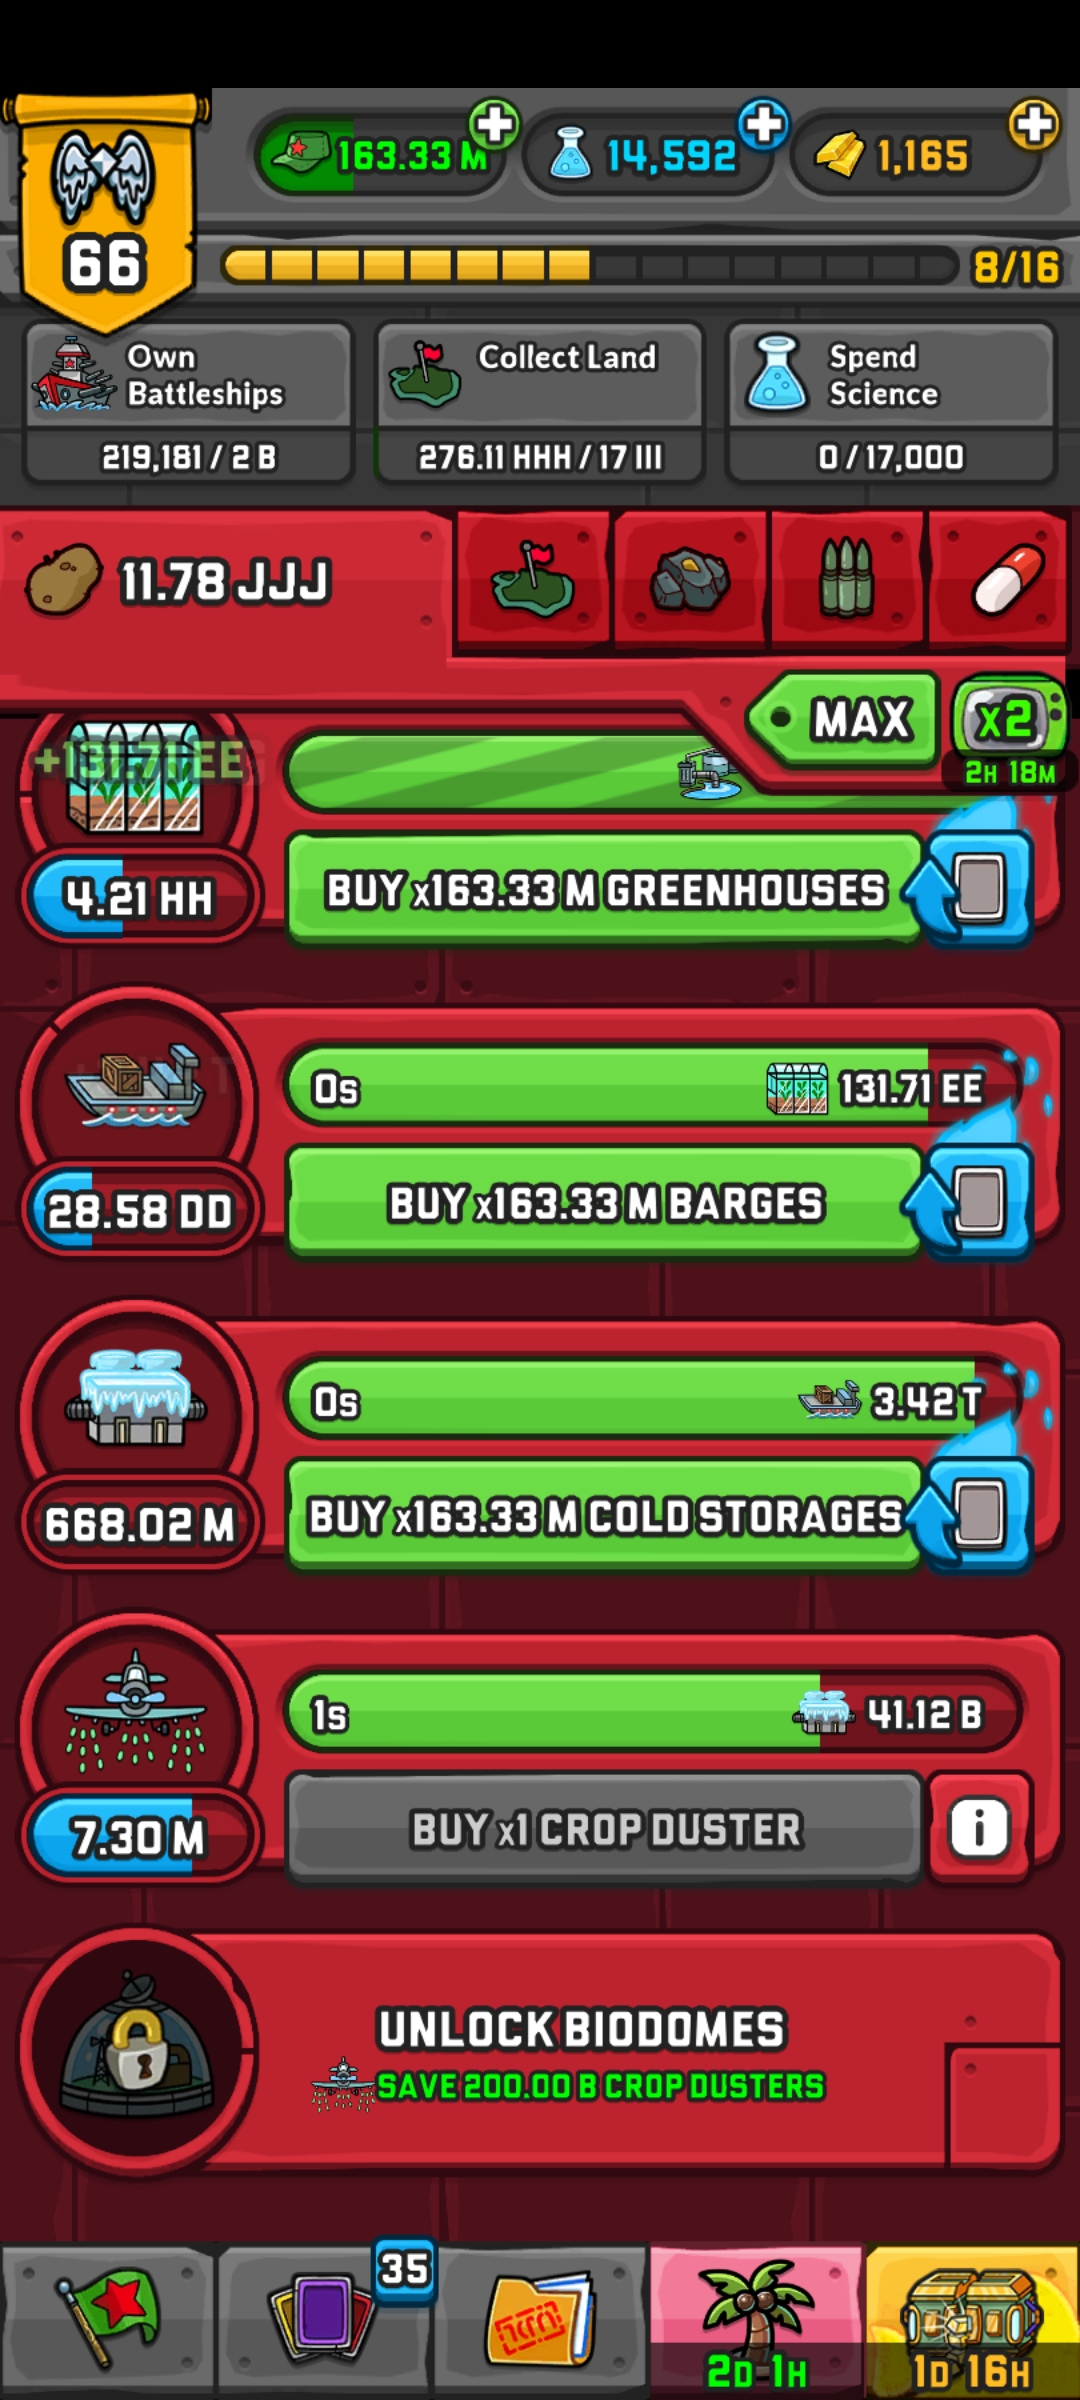 163.33 M
14,592
1,165
66
8/16
Own
Battleships
219,181 / 2 B
Collect Land
276.11 HHH / 17 III
Spend
Science
0 / 17,000
11.78 JJJ
MAX
x2
2H 18M
+131.71 EE
4.21 HH
BUY x163.33 M GREENHOUSES
0s
131.71 EE
28.58 DD
BUY x163.33 M BARGES
0s
3.42 T
668.02 M
BUY x163.33 M COLD STORAGES
1s
41.12 B
7.30 M
BUY x1 CROP DUSTER
i
UNLOCK BIODOMES
SAVE 200.00 B CROP DUSTERS
35
2D 1H
1D 16H